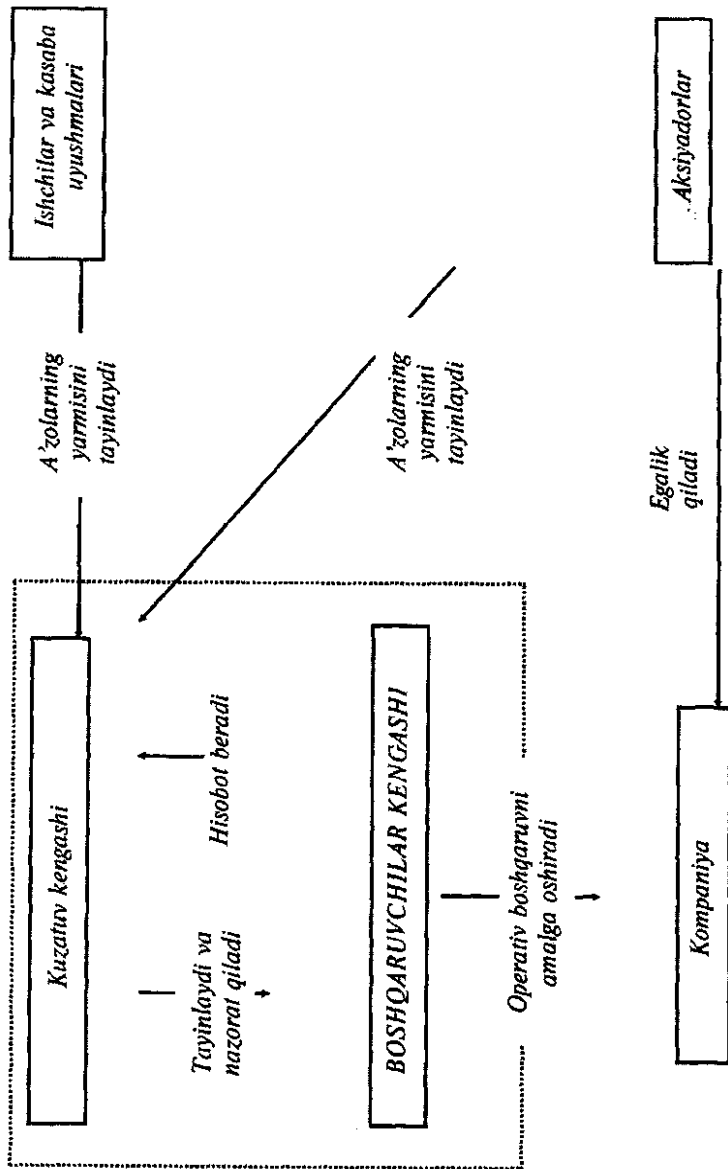 Kuzatuv kengashi
Tayinlaydi va
nazorat qiladi
Hisobot beradi
BOSHQARUVCHILAR KENGASHI
Operativ boshqaruvni
amalga oshiradi
Kompaniya
A'zolarning
yarmisini
tayinlaydi
Ishchilar va kasaba
uyushmalari
A'zolarning
yarmisini
tayinlaydi
Egalik
qiladi
Aksiyadorlar